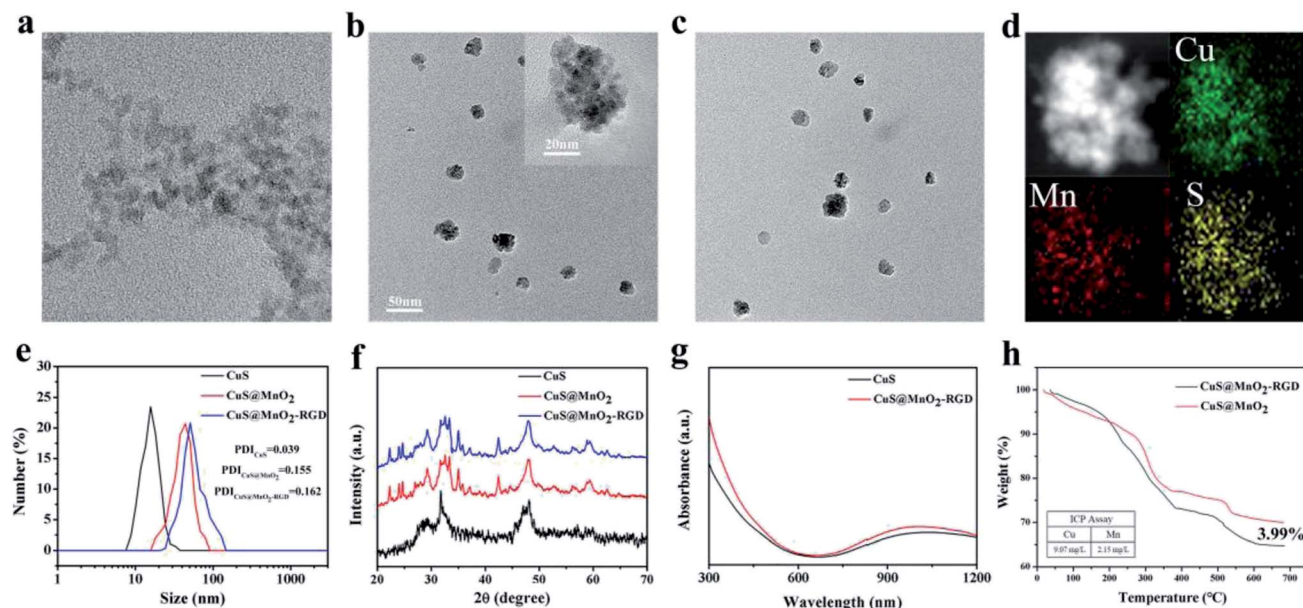 a
b
c
d
20nm
50nm
Cu
Mn
S
e
30
25
20
15
10
5
0
Number (%)
CuS
CuS@MnO₂
CuS@MnO₂-RGD
PDI_CuS=0.039
PDI_CuS@MnO₂=0.155
PDI_CuS@MnO₂-RGD=0.162
1
10
100
1000
Size (nm)
f
Intensity (a.u.)
CuS@MnO₂-RGD
CuS@MnO₂
CuS
20
30
40
50
60
70
2θ (degree)
g
Absorbance (a.u.)
CuS
CuS@MnO₂-RGD
300
600
900
1200
Wavelength (nm)
h
100
90
80
70
60
Weight (%)
CuS@MnO₂-RGD
CuS@MnO₂
ICP Assay
Cu Mn
9.07 mg/L 2.15 mg/L
3.99%
0
100
200
300
400
500
600
700
Temperature (°C)